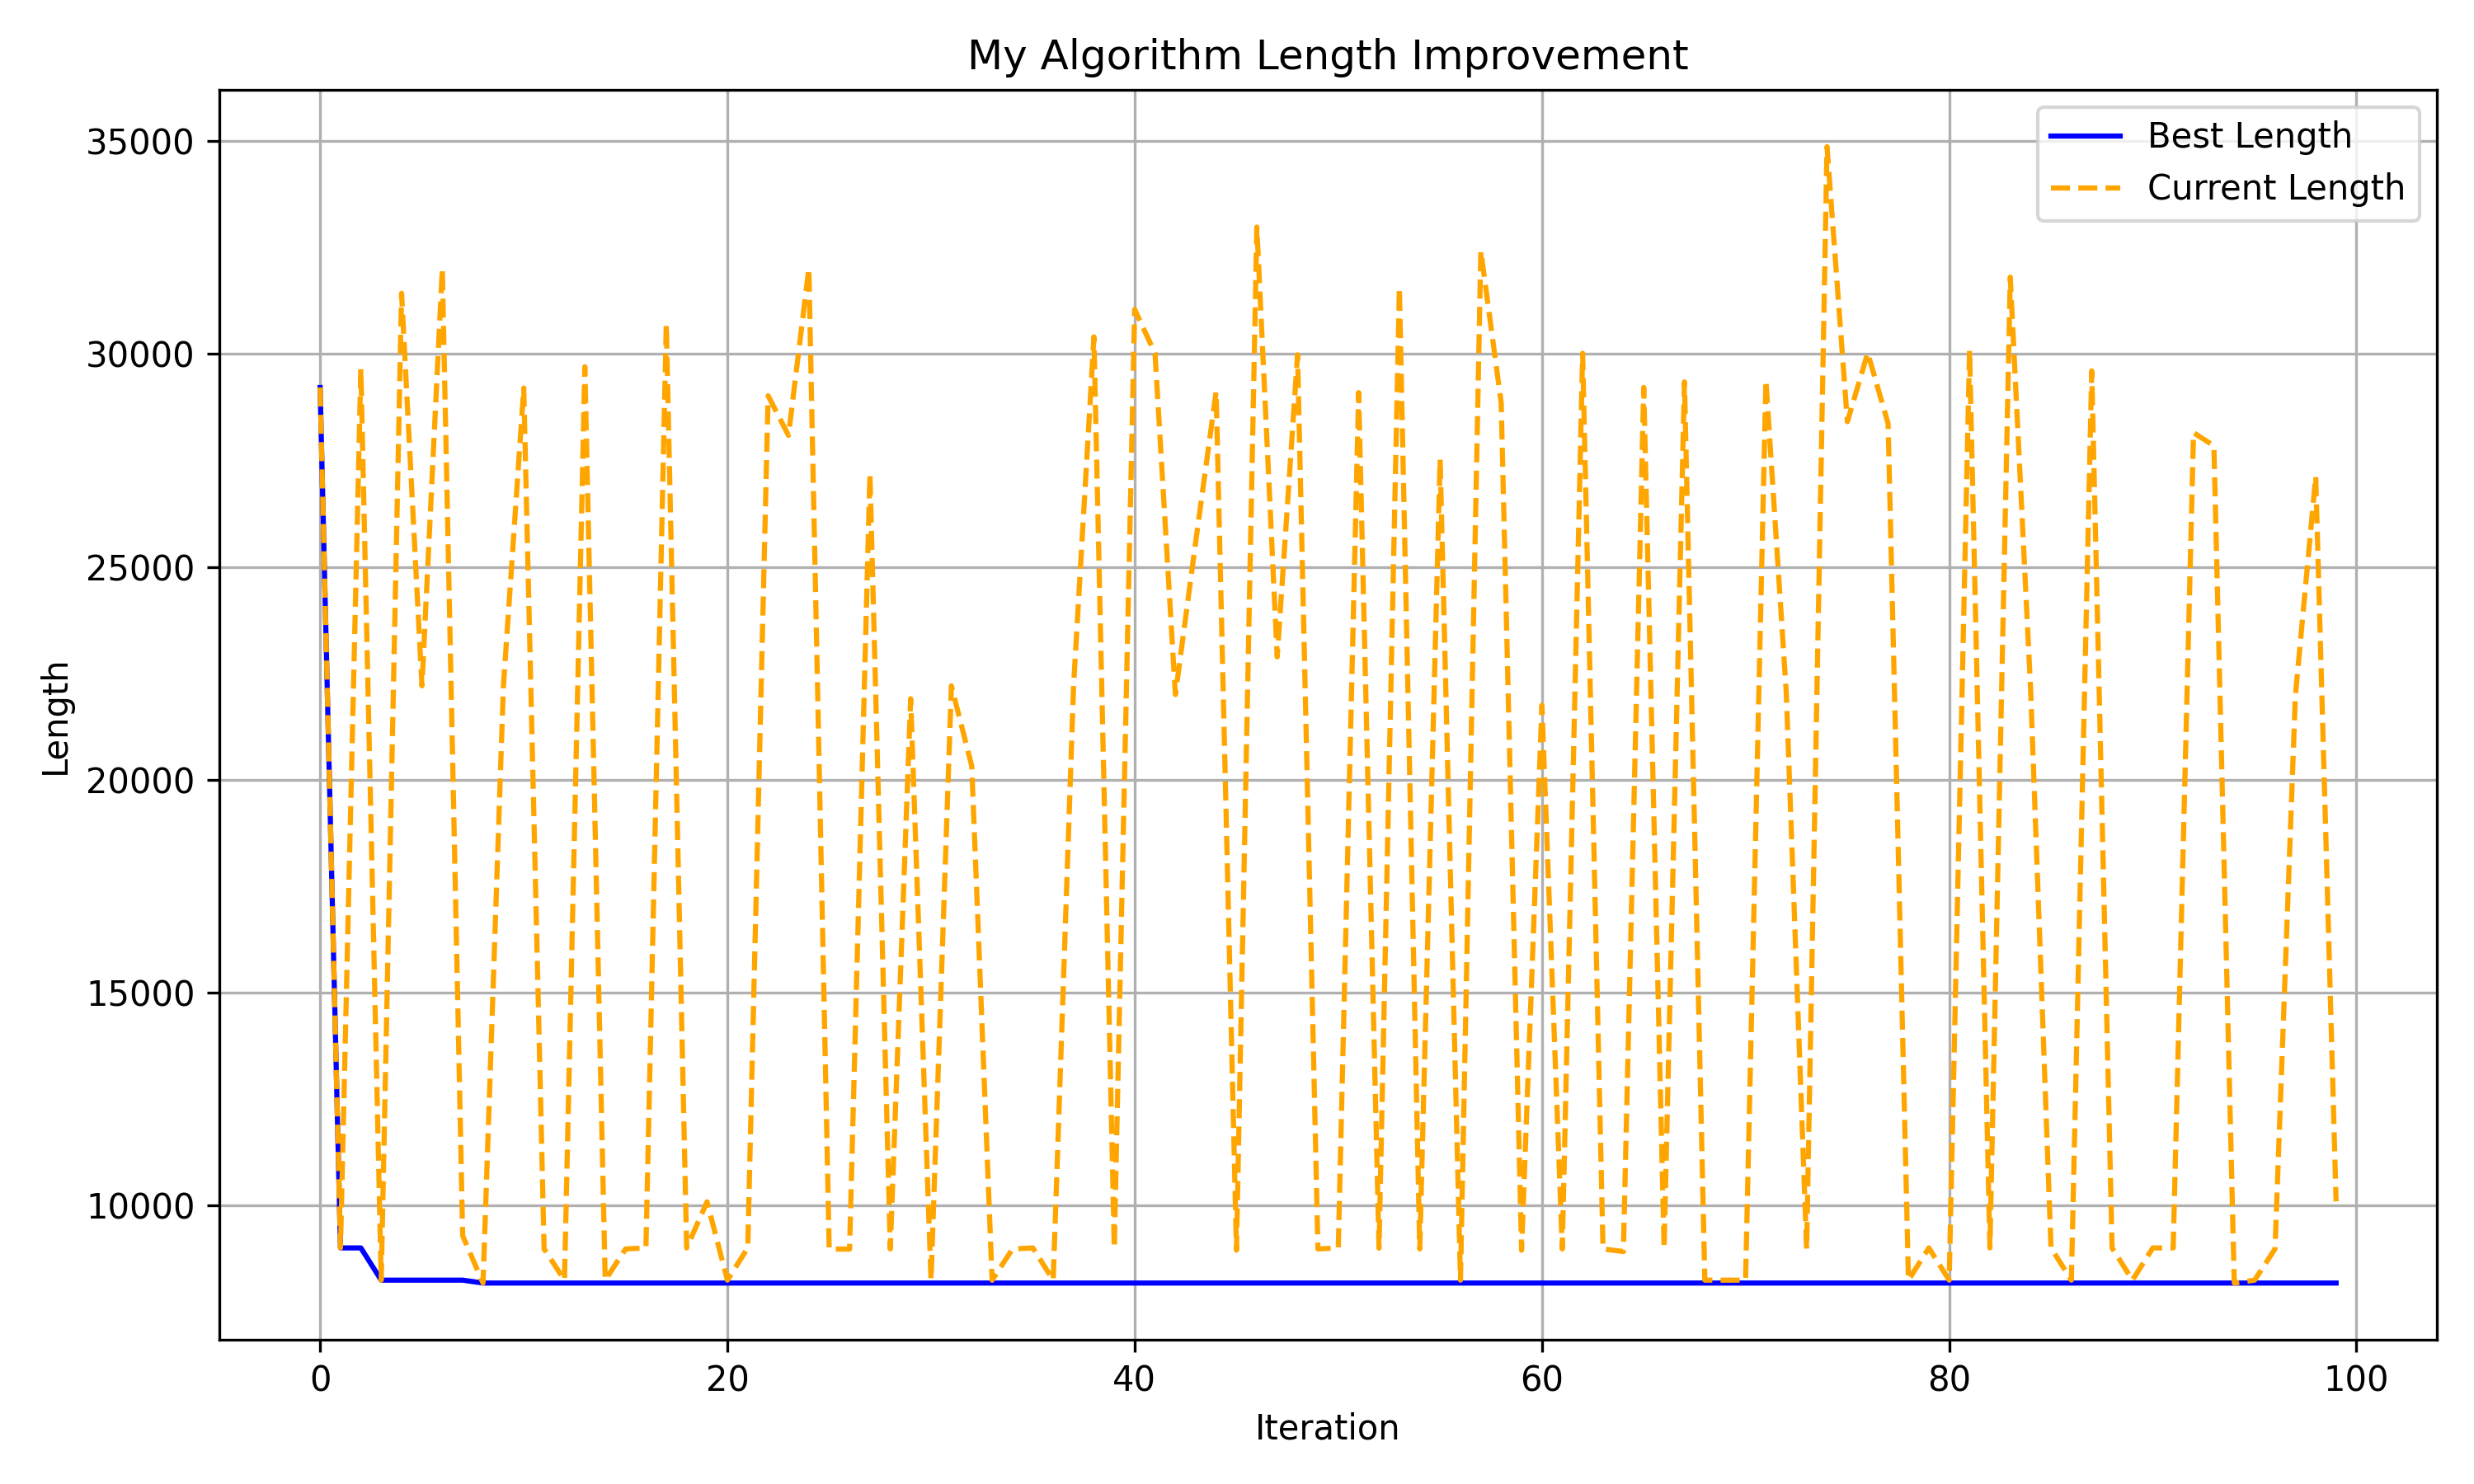 My Algorithm Length Improvement
Best Length
Current Length
35000
30000
25000
20000
15000
10000
Length
0
20
40
60
80
100
Iteration